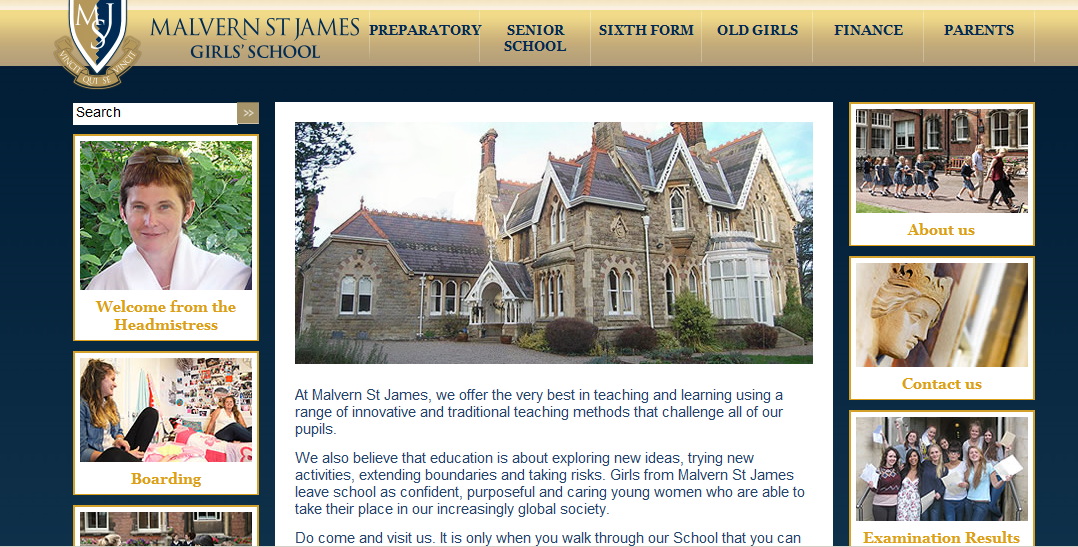 MSJ
VINCIT QUI SE VINCIT
MALVERN ST JAMES
GIRLS' SCHOOL
PREPARATORY
SENIOR
SCHOOL
SIXTH FORM
OLD GIRLS
FINANCE
PARENTS
Search
>>
Welcome from the
Headmistress
Boarding
At Malvern St James, we offer the very best in teaching and learning using a
range of innovative and traditional teaching methods that challenge all of our
pupils.
We also believe that education is about exploring new ideas, trying new
activities, extending boundaries and taking risks. Girls from Malvern St James
leave school as confident, purposeful and caring young women who are able to
take their place in our increasingly global society.
Do come and visit us. It is only when you walk through our School that you can
About us
Contact us
Examination Results